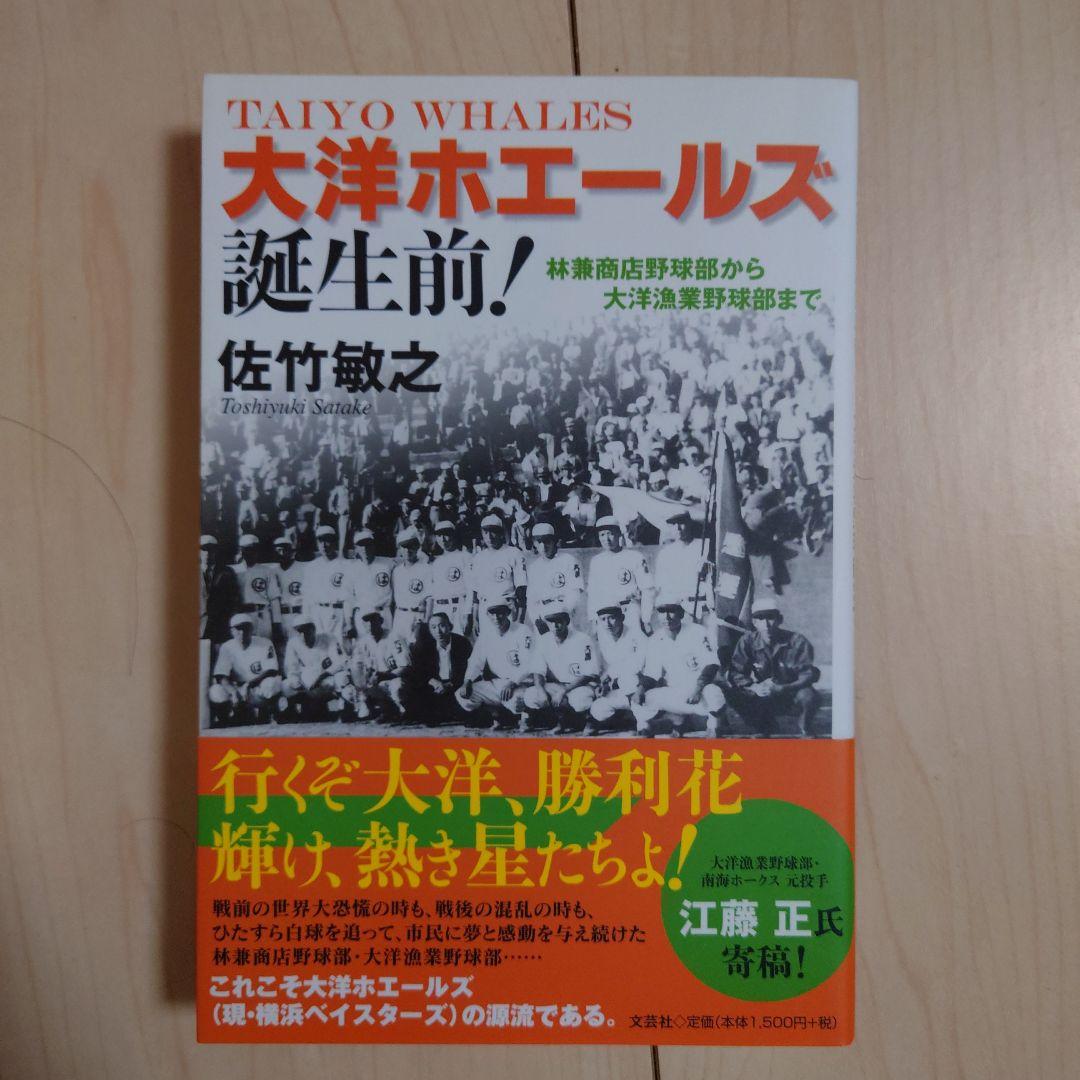 TAIYO WHALES
大洋ホエールズ
誕生前!
林兼商店野球部から
大洋漁業野球部まで
佐竹敏之
Toshiyuki Satake
行くぞ大洋、勝利花
輝け、熱き星たちよ!
大洋漁業野球部・
南海ホークス 元投手
江藤 正氏
寄稿!
戦前の世界大恐慌の時も、戦後の混乱の時も、
ひたすら白球を追って、市民に夢と感動を与え続けた
林兼商店野球部・大洋漁業野球部……
これこそ大洋ホエールズ
(現・横浜ベイスターズ)の源流である。
文芸社◇定価(本体1,500円+税)